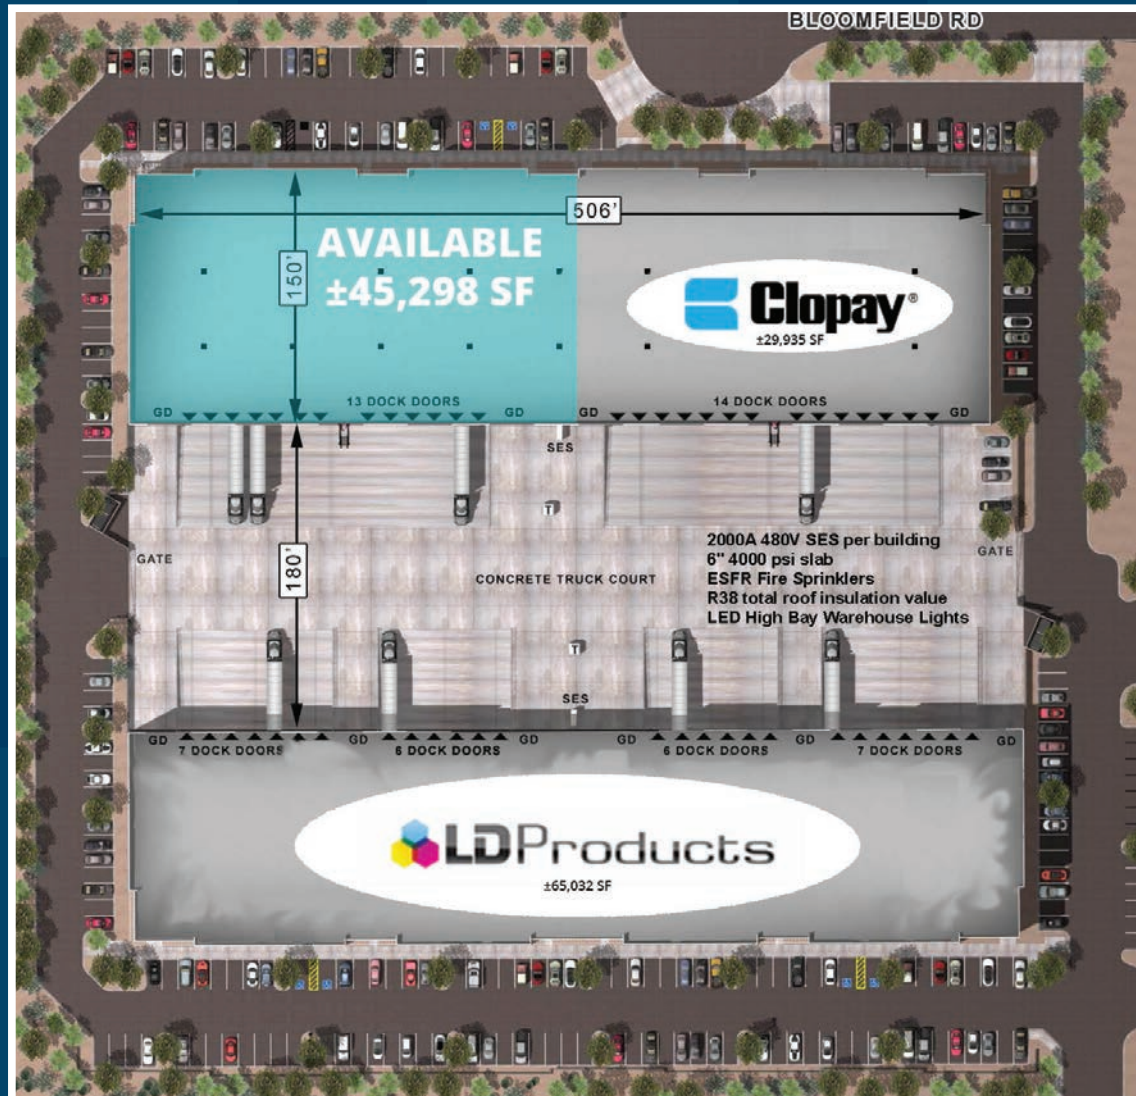 BLOOMFIELD RD
506'
150'
AVAILABLE
±45,298 SF
Clopay®
±29,935 SF
13 DOCK DOORS
14 DOCK DOORS
GD
GD
GD
GD
SES
T
GATE
GATE
180'
2000A 480V SES per building
6" 4000 psi slab
ESFR Fire Sprinklers
R38 total roof insulation value
LED High Bay Warehouse Lights
CONCRETE TRUCK COURT
T
SES
GD
7 DOCK DOORS
GD
6 DOCK DOORS
GD
GD
6 DOCK DOORS
GD
7 DOCK DOORS
GD
LDProducts
±65,032 SF